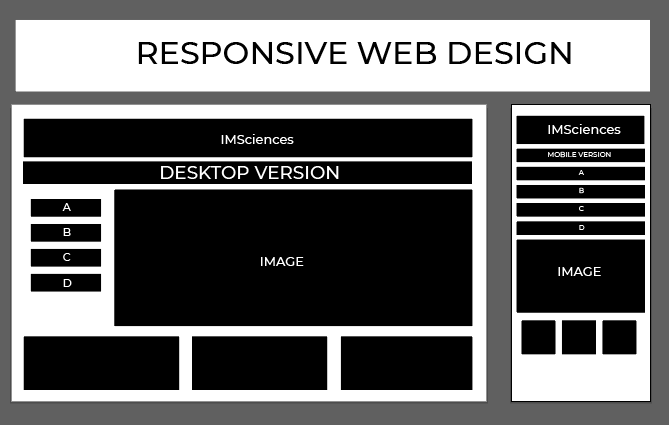 RESPONSIVE WEB DESIGN
IMSciences
DESKTOP VERSION
A
B
C
D
IMAGE
IMSciences
MOBILE VERSION
A
B
C
D
IMAGE